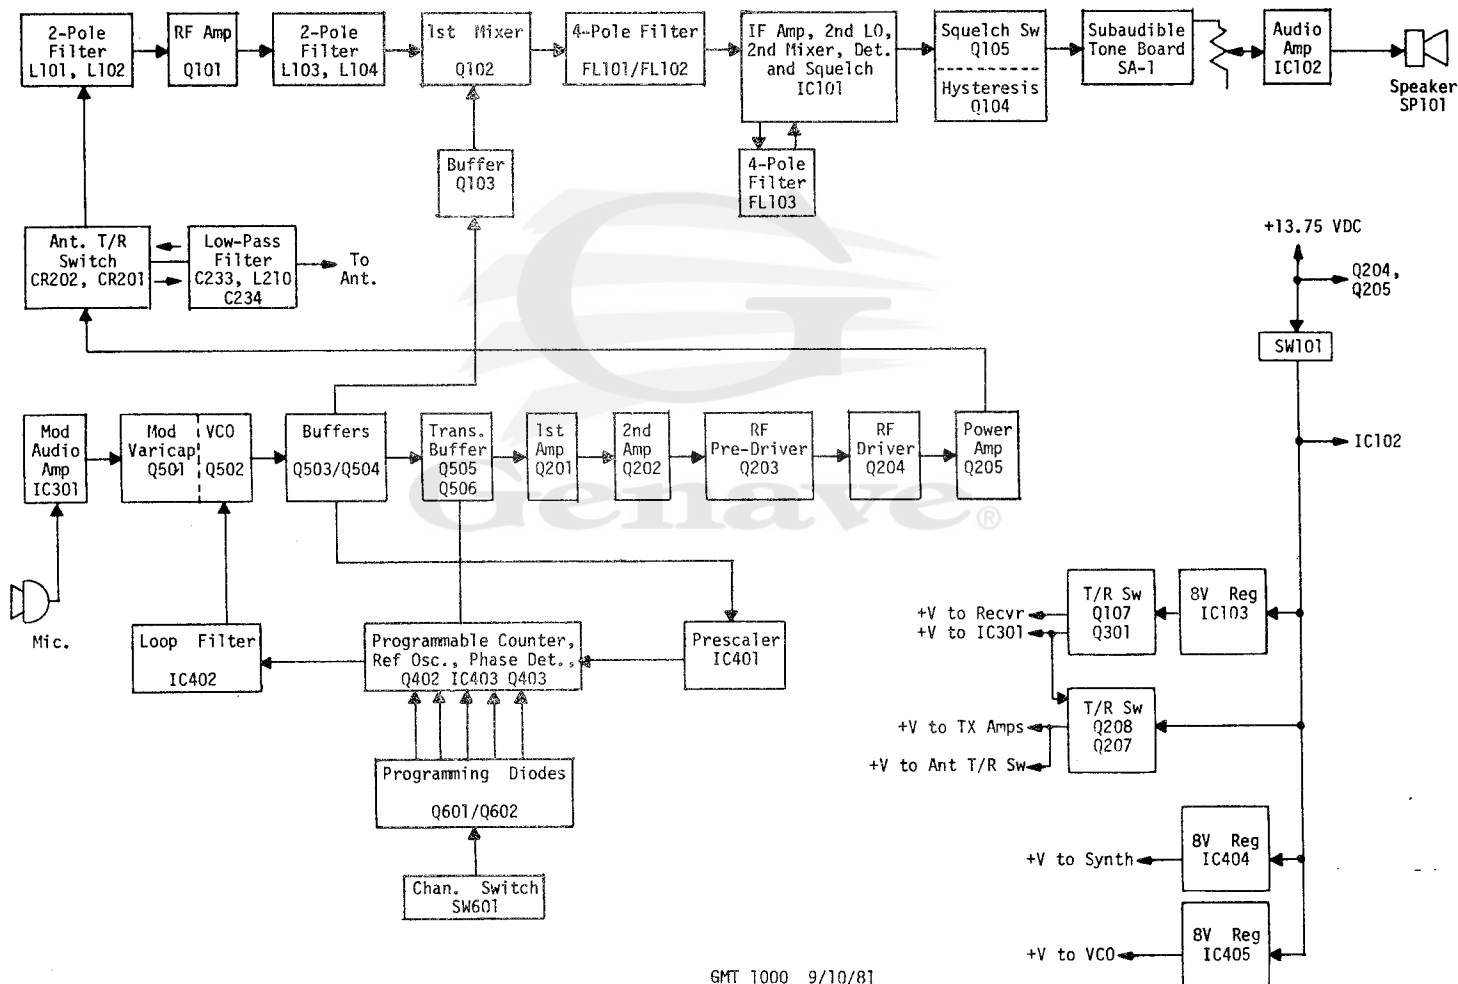 2-Pole
Filter
L101, L102
RF Amp
Q101
2-Pole
Filter
L103, L104
1st Mixer
Q102
4-Pole Filter
FL101/FL102
IF Amp, 2nd LO,
2nd Mixer, Det.
and Squelch
IC101
Squelch Sw
Q105
Hysteresis
Q104
Subaudible
Tone Board
SA-1
Audio
Amp
IC102
Speaker
SP101
Buffer
Q103
4-Pole
Filter
FL103
Ant. T/R
Switch
CR202, CR201
Low-Pass
Filter
C233, L210
C234
To
Ant.
+13.75 VDC
Q204,
Q205
SW101
IC102
Mod
Audio
Amp
IC301
Mod
Varicap
Q501
VCO
Q502
Buffers
Q503/Q504
Trans.
Buffer
Q505
Q506
1st
Amp
Q201
2nd
Amp
Q202
RF
Pre-Driver
Q203
RF
Driver
Q204
Power
Amp
Q205
Genave®
Mic.
Loop Filter
IC402
Programmable Counter,
Ref Osc., Phase Det.,
Q402 IC403 Q403
Prescaler
IC401
Programming Diodes
Q601/Q602
Chan. Switch
SW601
+V to Recvr
+V to IC301
T/R Sw
Q107
Q301
8V Reg
IC103
+V to TX Amps
+V to Ant T/R Sw
T/R Sw
Q208
Q207
+V to Synth
8V Reg
IC404
+V to VCO
8V Reg
IC405
GMT 1000 9/10/81